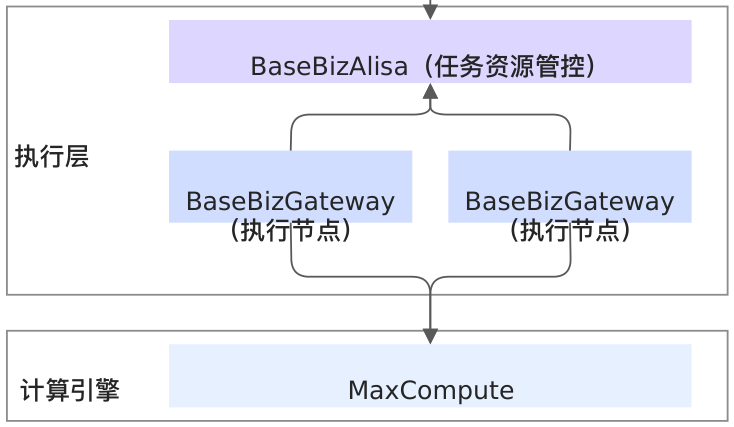 BaseBizAlisa（任务资源管控）
执行层
BaseBizGateway
（执行节点）
BaseBizGateway
（执行节点）
计算引擎
MaxCompute